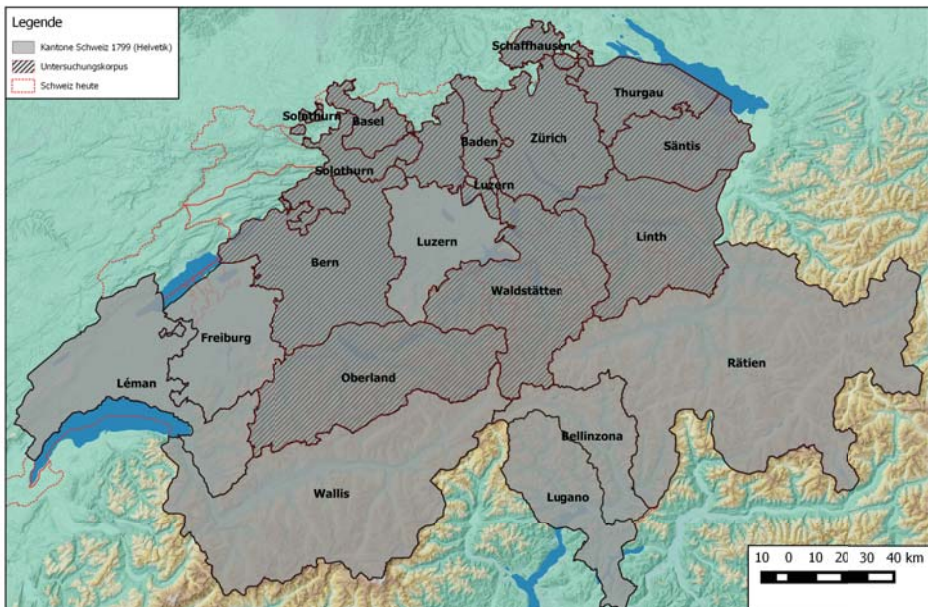 Legende
Kantone Schweiz 1799 (Helvetik)
Untersuchungskorpus
Schweiz heute
Schaffhausen
Thurgau
Solothurn
Basel
Baden
Zürich
Säntis
Solothurn
Luzern
Luzern
Linth
Bern
Waldstätter
Freiburg
Rätien
Oberland
Léman
Bellinzona
Wallis
Lugano
10 0 10 20 30 40 km